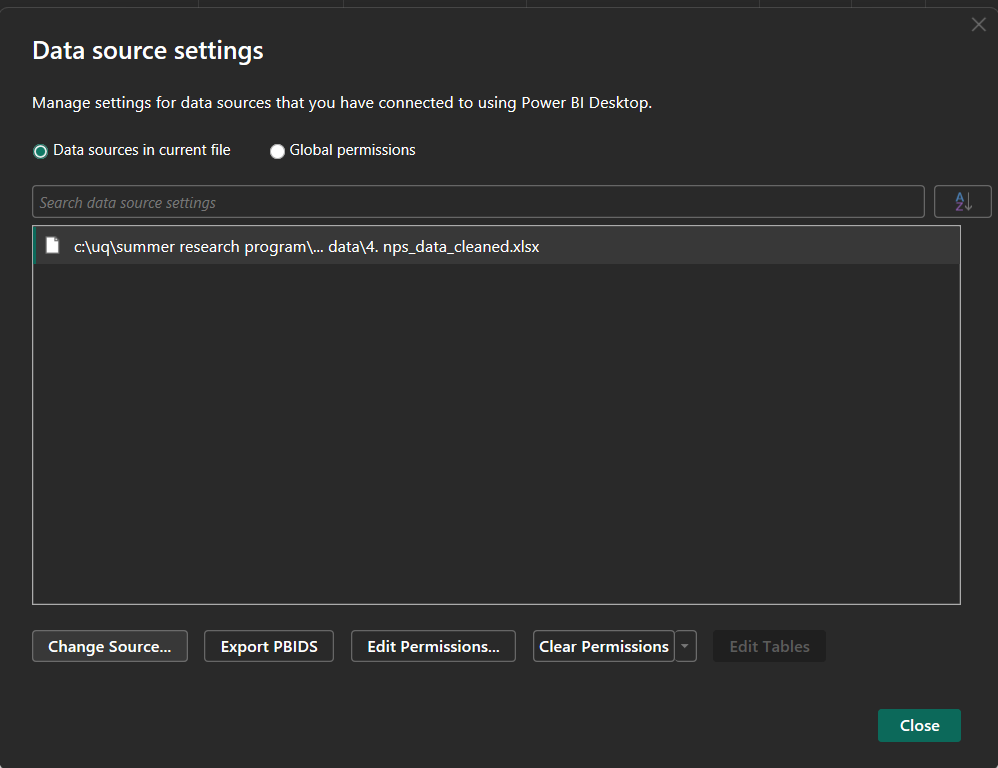 Data source settings
Manage settings for data sources that you have connected to using Power BI Desktop.
Data sources in current file Global permissions
Search data source settings
A
Z
c:\uq\summer research program\... data\4. nps_data_cleaned.xlsx
Change Source... Export PBIDS Edit Permissions... Clear Permissions Edit Tables
Close